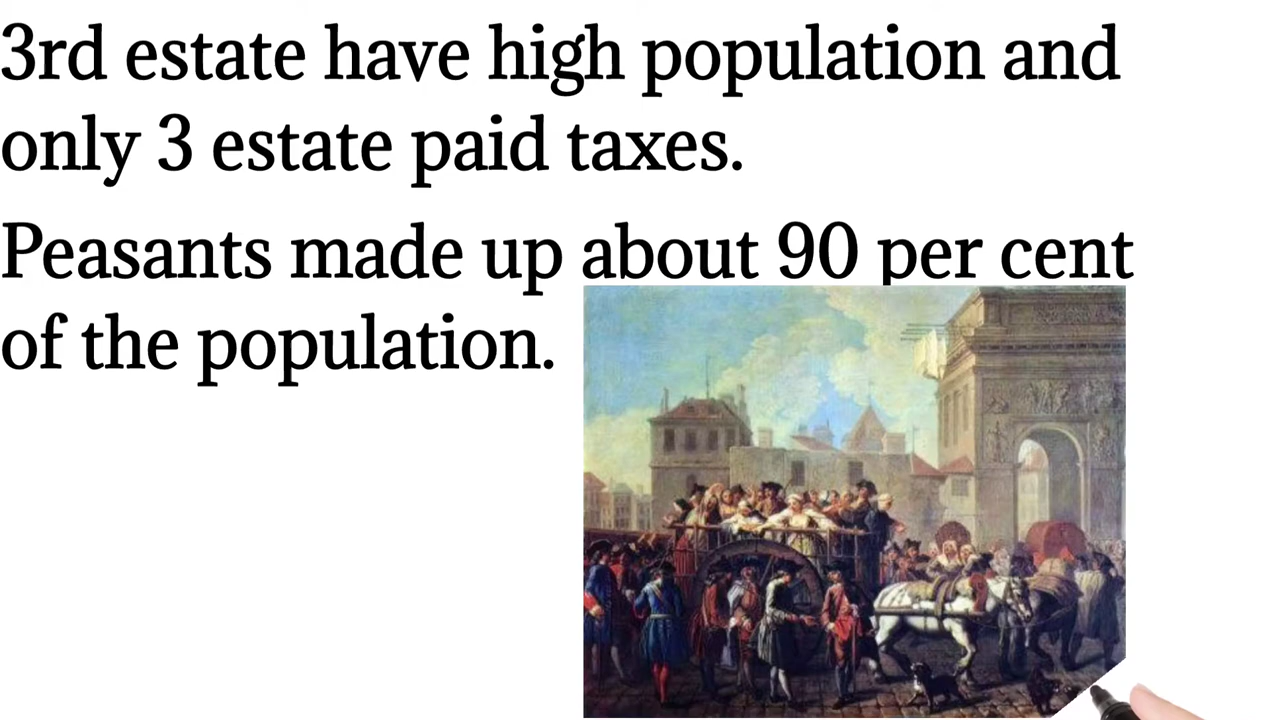 3rd estate have high population and
only 3 estate paid taxes.
Peasants made up about 90 per cent
of the population.